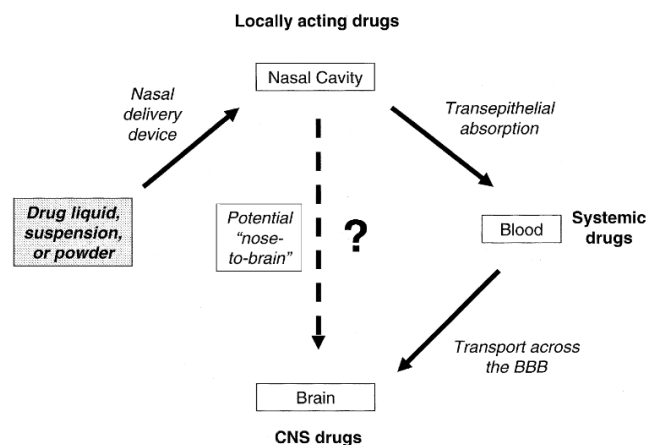 Locally acting drugs
Nasal Cavity
Nasal
delivery
device
Transepithelial
absorption
Drug liquid,
suspension,
or powder
Potential
“nose-
to-brain”
?
Blood
Systemic
drugs
Transport across
the BBB
Brain
CNS drugs